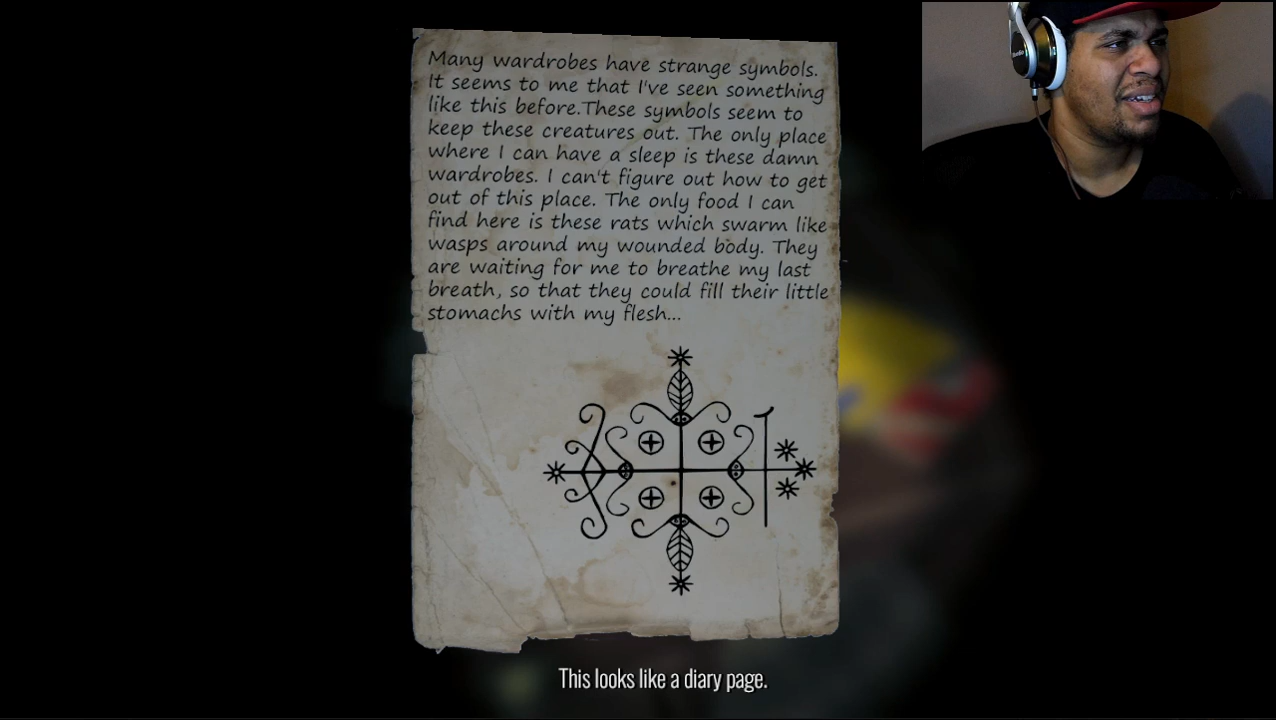 Many wardrobes have strange symbols.
It seems to me that I've seen something
like this before.These symbols seem to
keep these creatures out. The only place
where I can have a sleep is these damn
wardrobes. I can't figure out how to get
out of this place. The only food I can
find here is these rats which swarm like
wasps around my wounded body. They
are waiting for me to breathe my last
breath, so that they could fill their little
stomachs with my flesh...
This looks like a diary page.